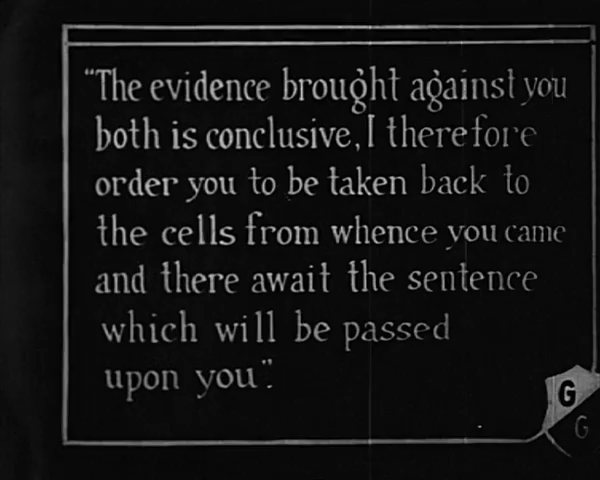 "The evidence brought against you
both is conclusive, I therefore
order you to be taken back to
the cells from whence you came
and there await the sentence
which will be passed
upon you".
G
G